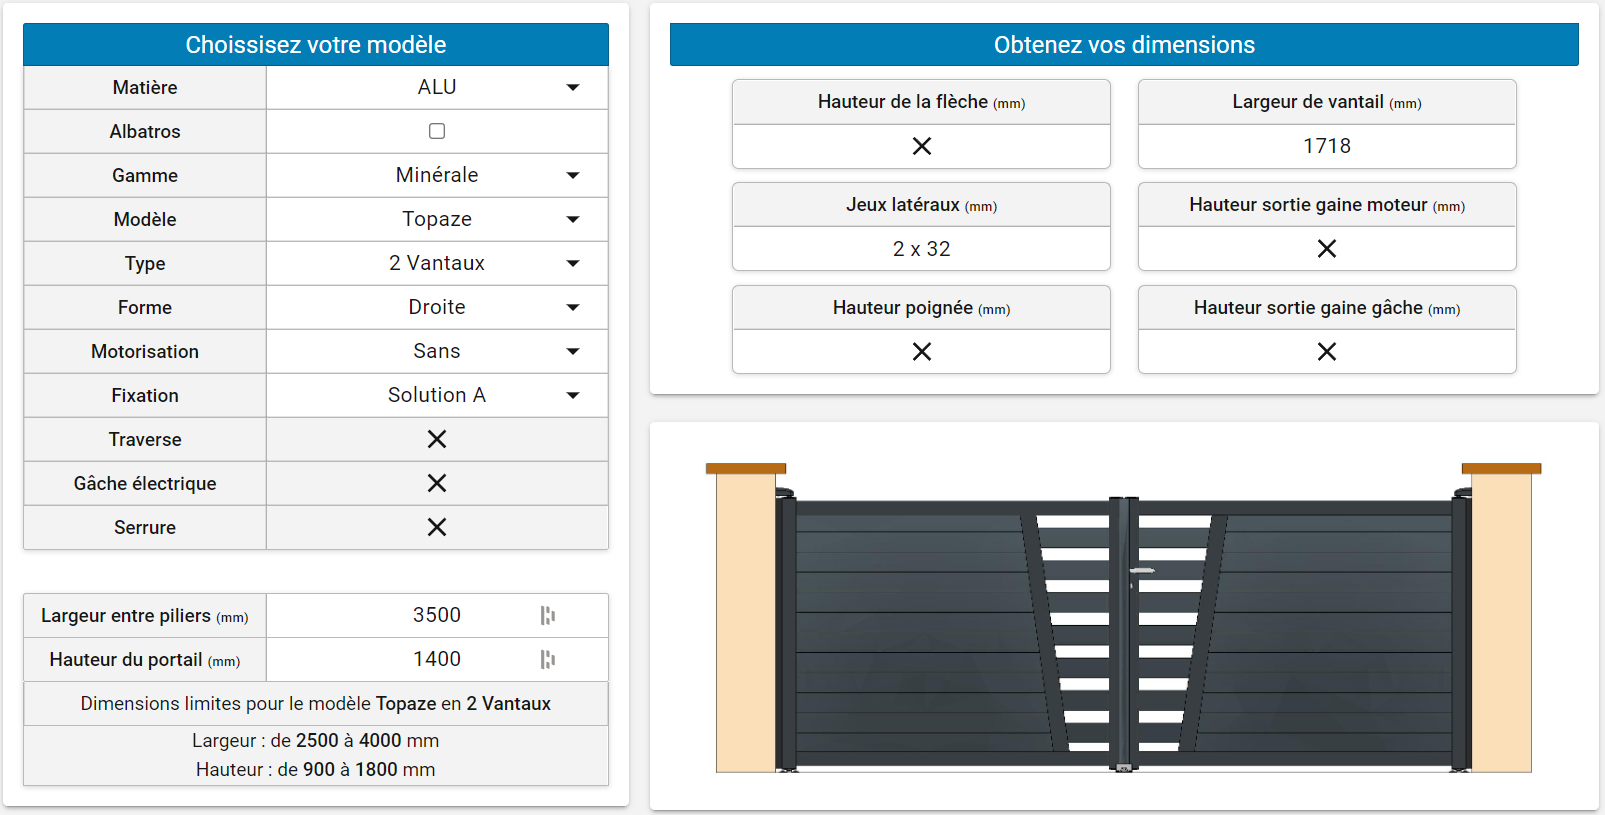 Choissisez votre modèle
Matière ALU
Albatros
Gamme Minérale
Modèle Topaze
Type 2 Vantaux
Forme Droite
Motorisation Sans
Fixation Solution A
Traverse
Gâche électrique
Serrure
Largeur entre piliers (mm) 3500
Hauteur du portail (mm) 1400
Dimensions limites pour le modèle Topaze en 2 Vantaux
Largeur : de 2500 à 4000 mm
Hauteur : de 900 à 1800 mm
Obtenez vos dimensions
Hauteur de la flèche (mm)
Largeur de vantail (mm)
1718
Jeux latéraux (mm)
2 x 32
Hauteur sortie gaine moteur (mm)
Hauteur poignée (mm)
Hauteur sortie gaine gâche (mm)